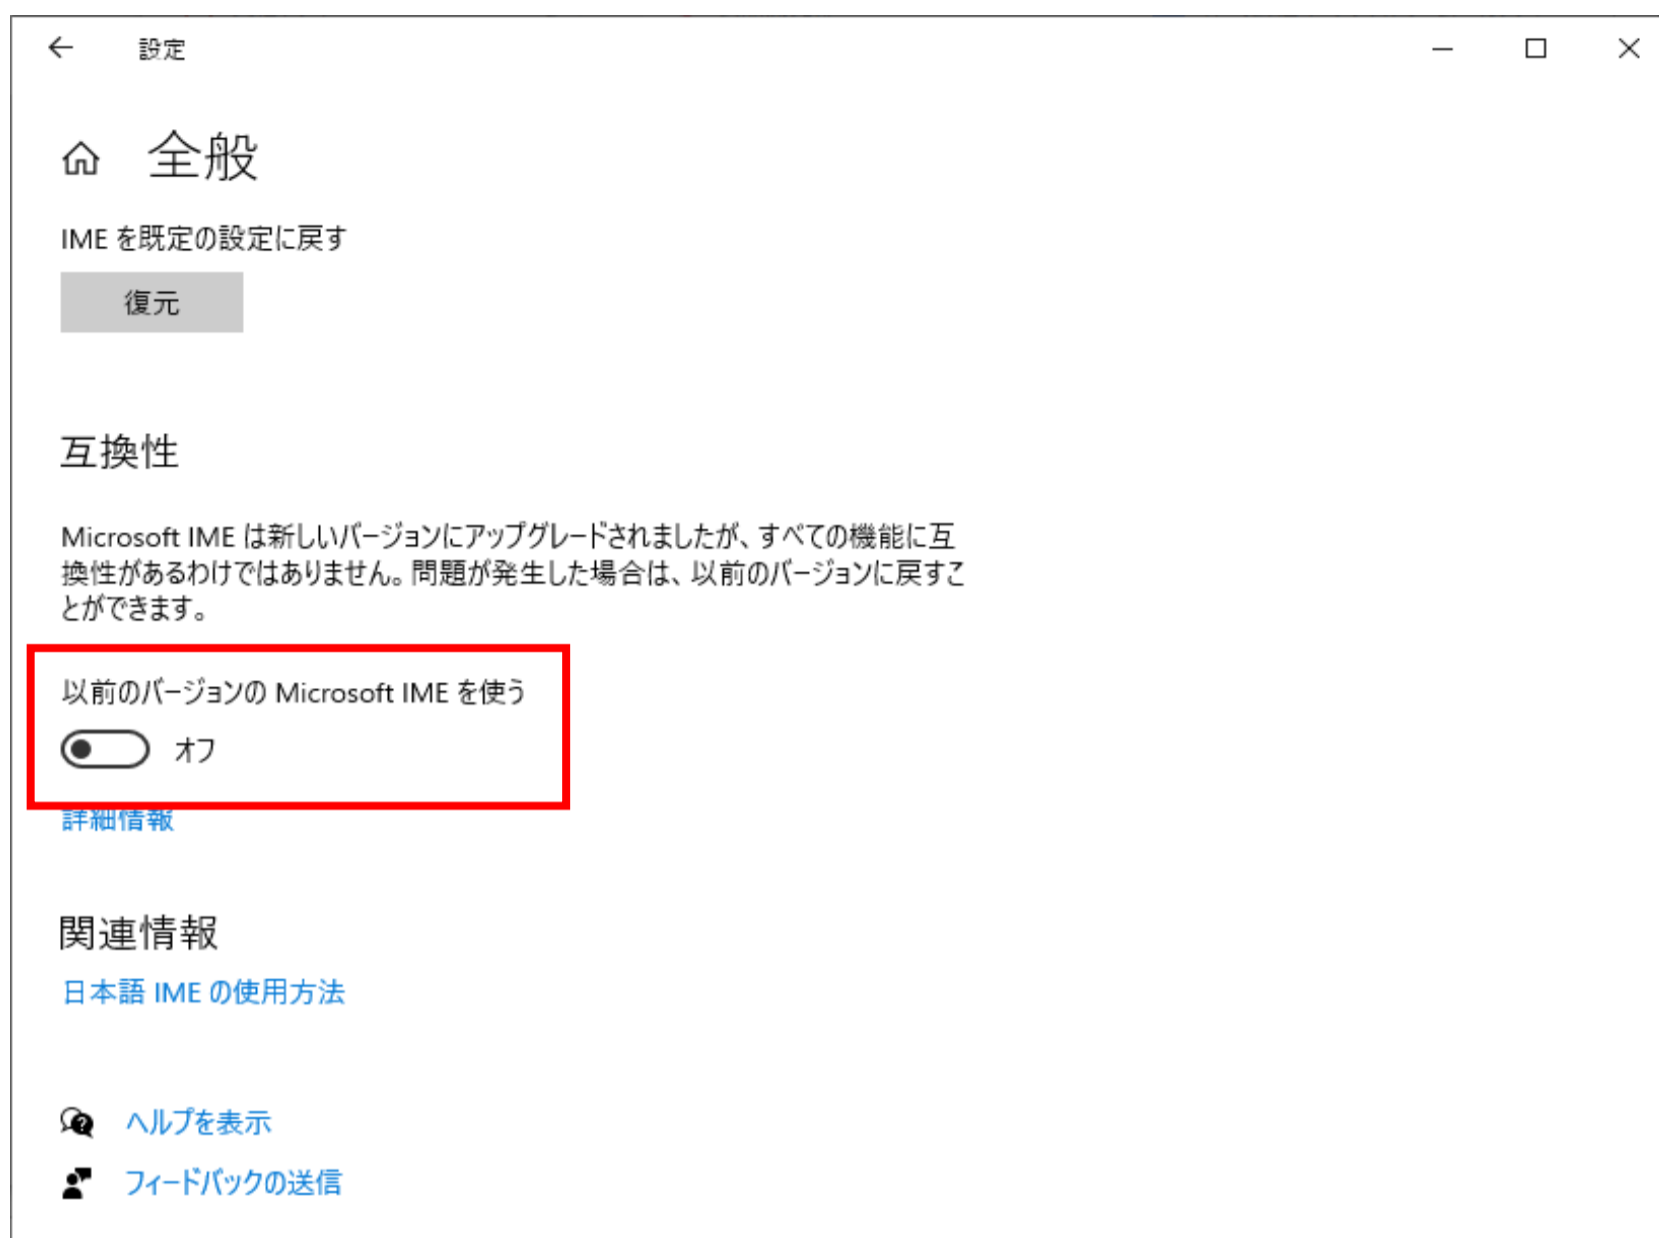 設定
全般
IME を既定の設定に戻す
復元
互換性
Microsoft IME は新しいバージョンにアップグレードされましたが、すべての機能に互
換性があるわけではありません。問題が発生した場合は、以前のバージョンに戻すこ
とができます。
以前のバージョンの Microsoft IME を使う
オフ
詳細情報
関連情報
日本語 IME の使用方法
ヘルプを表示
フィードバックの送信